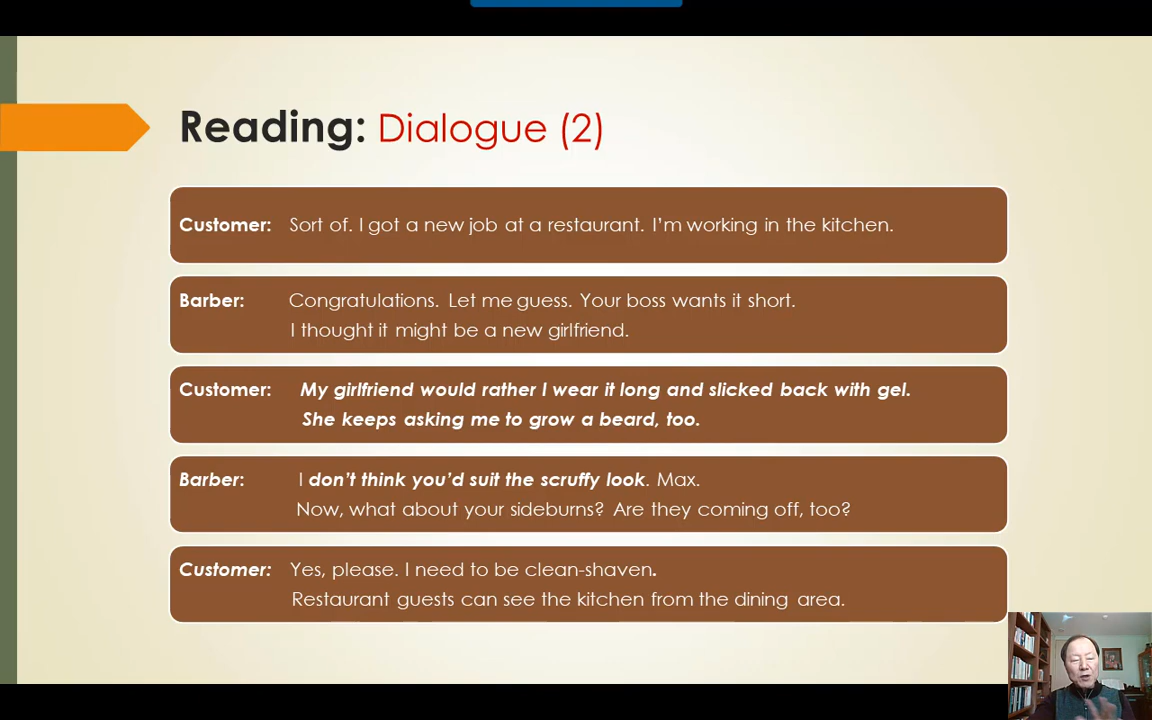 Reading: Dialogue (2)
Customer: Sort of. I got a new job at a restaurant. I'm working in the kitchen.
Barber: Congratulations. Let me guess. Your boss wants it short.
I thought it might be a new girlfriend.
Customer: My girlfriend would rather I wear it long and slicked back with gel.
She keeps asking me to grow a beard, too.
Barber: I don't think you'd suit the scruffy look. Max.
Now, what about your sideburns? Are they coming off, too?
Customer: Yes, please. I need to be clean-shaven.
Restaurant guests can see the kitchen from the dining area.